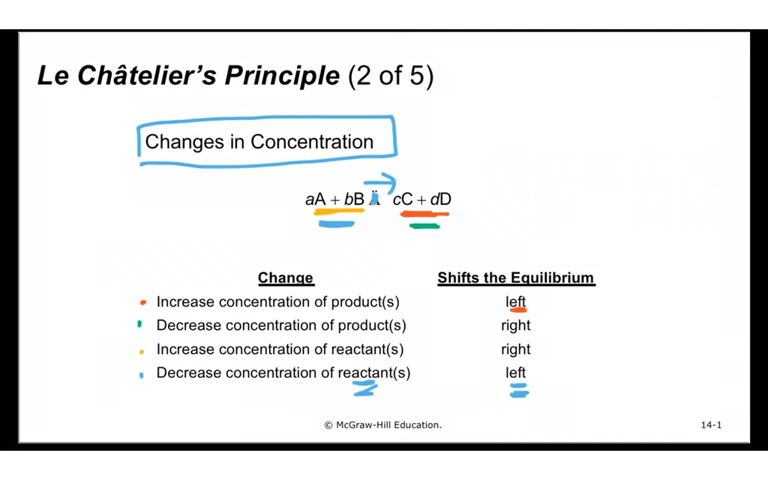 Le Châtelier's Principle (2 of 5)
Changes in Concentration
aA + bB Ä cC + dD
Change Shifts the Equilibrium
Increase concentration of product(s) left
Decrease concentration of product(s) right
Increase concentration of reactant(s) right
Decrease concentration of reactant(s) left
© McGraw-Hill Education. 14-1